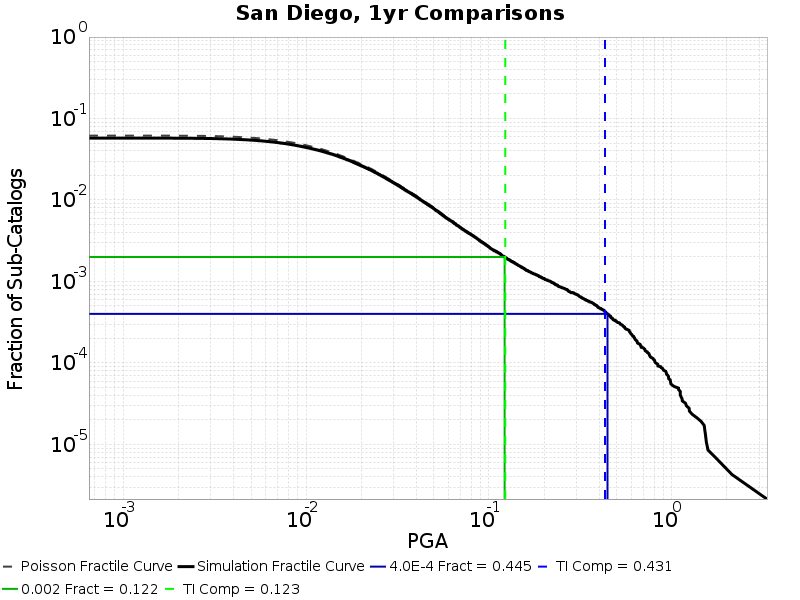 San Diego, 1yr Comparisons
10^0
10^-1
10^-2
10^-3
10^-4
10^-5
Fraction of Sub-Catalogs
10^-3 10^-2 10^-1 10^0
PGA
Poisson Fractile Curve Simulation Fractile Curve 4.0E-4 Fract = 0.445 TI Comp = 0.431
0.002 Fract = 0.122 TI Comp = 0.123